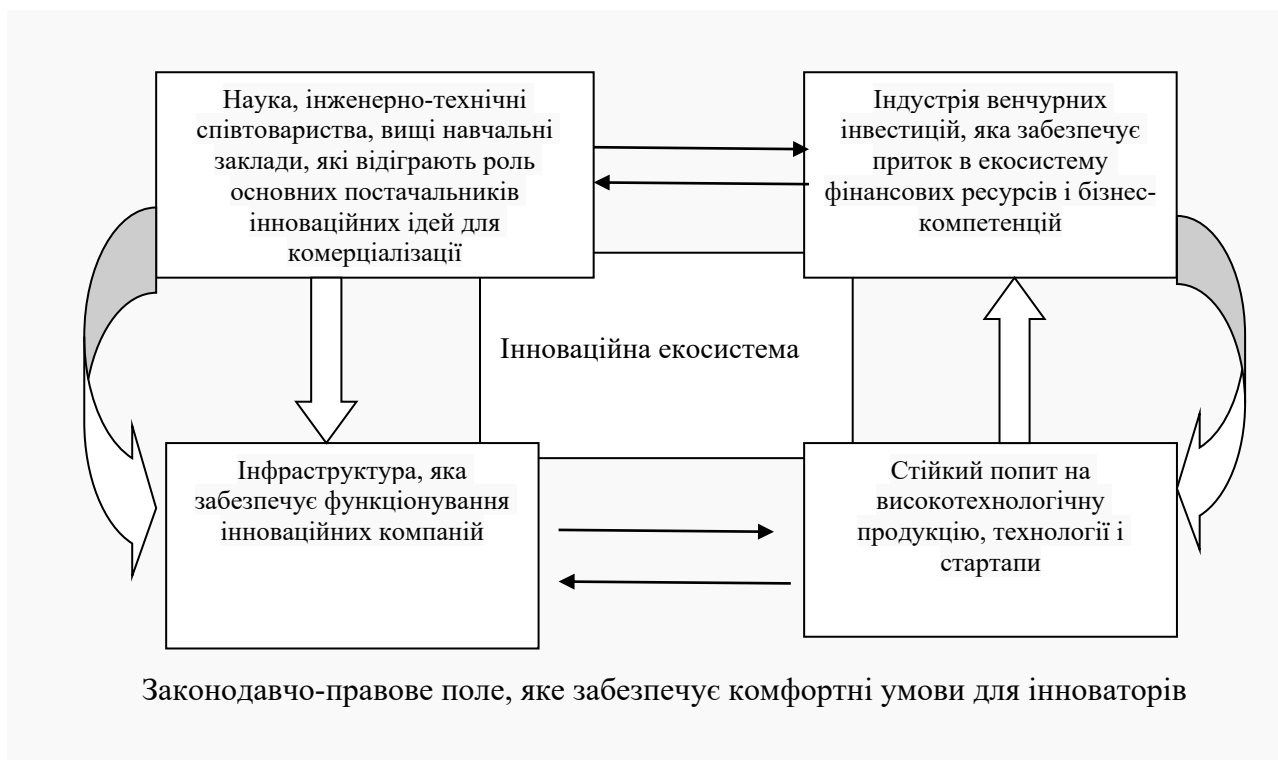 Наука, інженерно-технічні
співтовариства, вищі навчальні
заклади, які відіграють роль
основних постачальників
інноваційних ідей для
комерціалізації
Індустрія венчурних
інвестицій, яка забезпечує
приток в екосистему
фінансових ресурсів і бізнес-
компетенцій
Інноваційна екосистема
Інфраструктура, яка
забезпечує функціонування
інноваційних компаній
Стійкий попит на
високотехнологічну
продукцію, технології і
стартапи
Законодавчо-правове поле, яке забезпечує комфортні умови для інноваторів